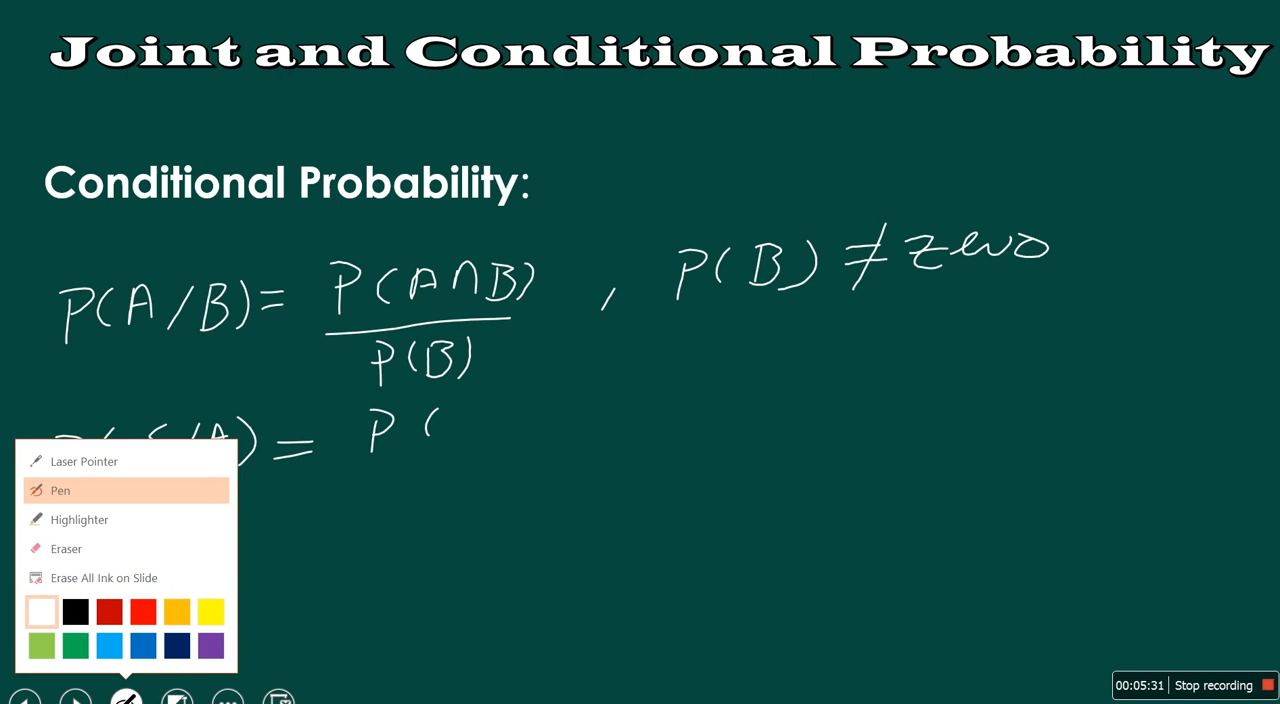 Joint and Conditional Probability
Conditional Probability:
P(A/B)= P(A∩B) , P(B) ≠ zero
P(B)
/A) = P (
Laser Pointer
Pen
Highlighter
Eraser
Erase All Ink on Slide
00:05:31 Stop recording